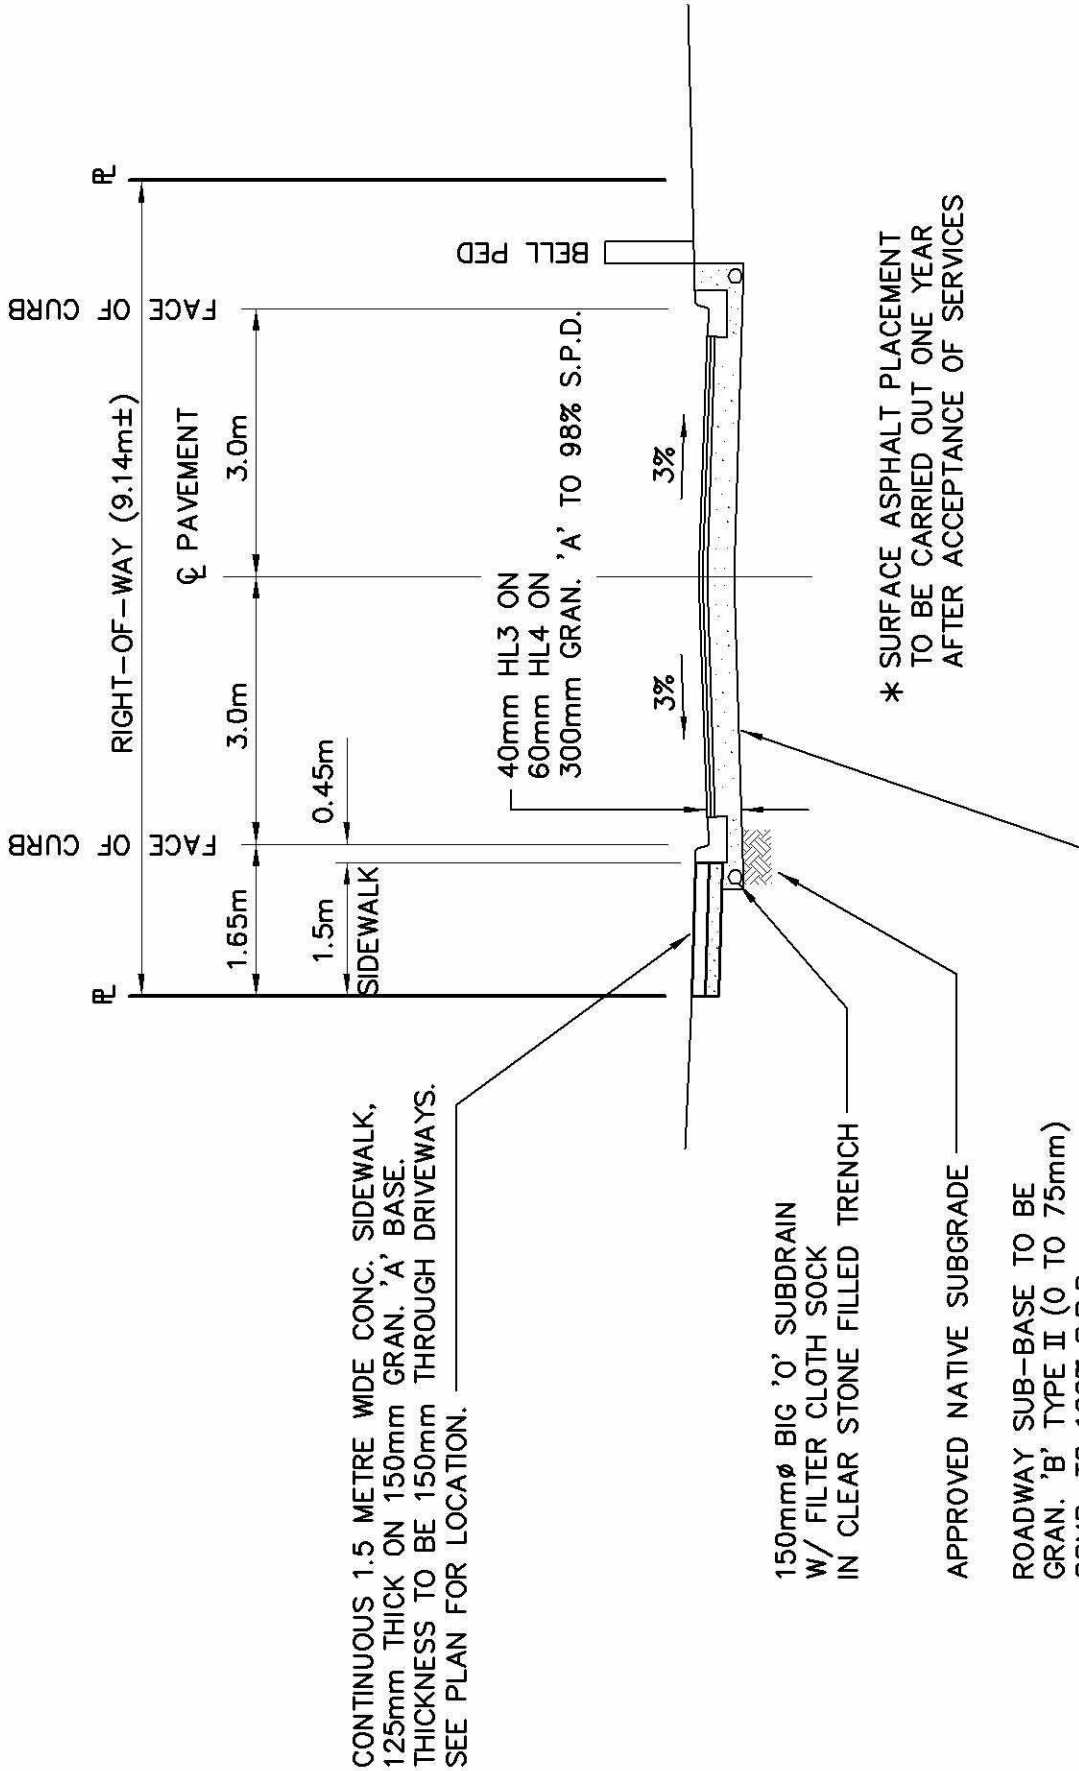 RIGHT-OF-WAY (9.14m±)
PL
PL
FACE OF CURB
FACE OF CURB
CL PAVEMENT
1.65m
3.0m
3.0m
1.5m
SIDEWALK
0.45m
BELL PED
CONTINUOUS 1.5 METRE WIDE CONC. SIDEWALK,
125mm THICK ON 150mm GRAN. 'A' BASE.
THICKNESS TO BE 150mm THROUGH DRIVEWAYS.
SEE PLAN FOR LOCATION.
40mm HL3 ON
60mm HL4 ON
300mm GRAN. 'A' TO 98% S.P.D.
3%
3%
150mmø BIG 'O' SUBDRAIN
W/ FILTER CLOTH SOCK
IN CLEAR STONE FILLED TRENCH
APPROVED NATIVE SUBGRADE
ROADWAY SUB-BASE TO BE
GRAN. 'B' TYPE II (0 TO 75mm)
* SURFACE ASPHALT PLACEMENT
TO BE CARRIED OUT ONE YEAR
AFTER ACCEPTANCE OF SERVICES